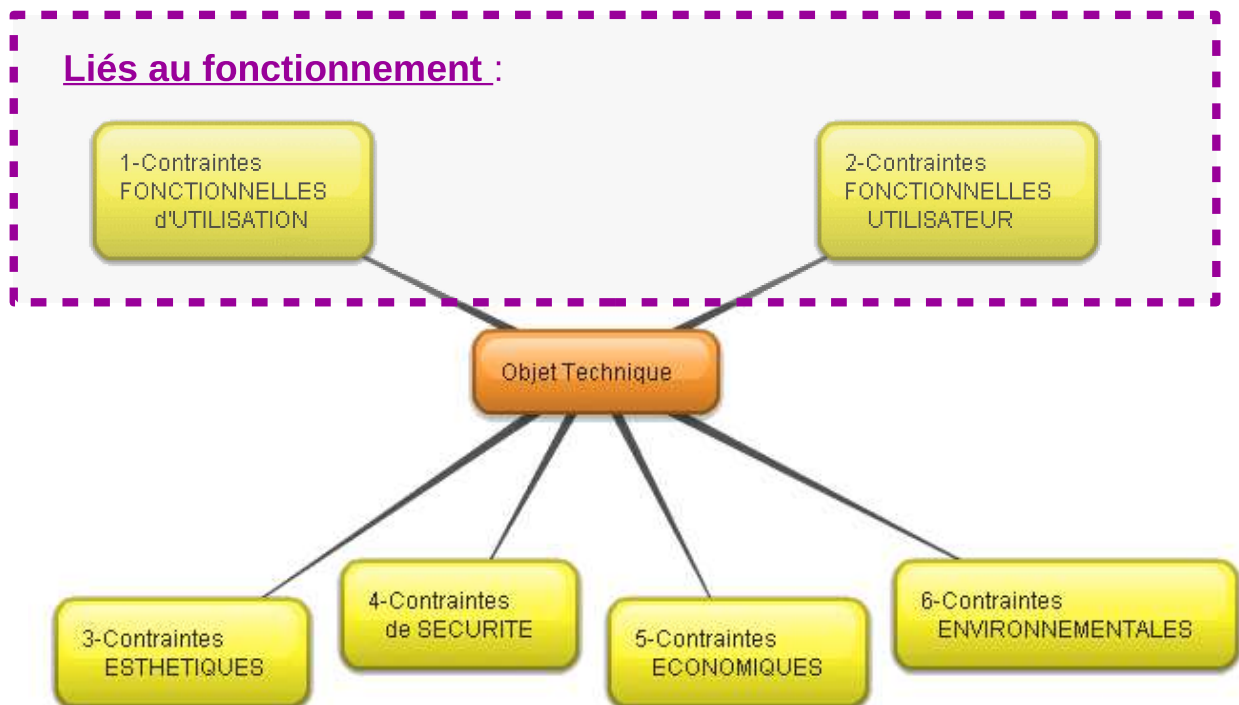 Liés au fonctionnement :
1-Contraintes
FONCTIONNELLES
d'UTILISATION
2-Contraintes
FONCTIONNELLES
UTILISATEUR
Objet Technique
3-Contraintes
ESTHETIQUES
4-Contraintes
de SECURITE
5-Contraintes
ECONOMIQUES
6-Contraintes
ENVIRONNEMENTALES